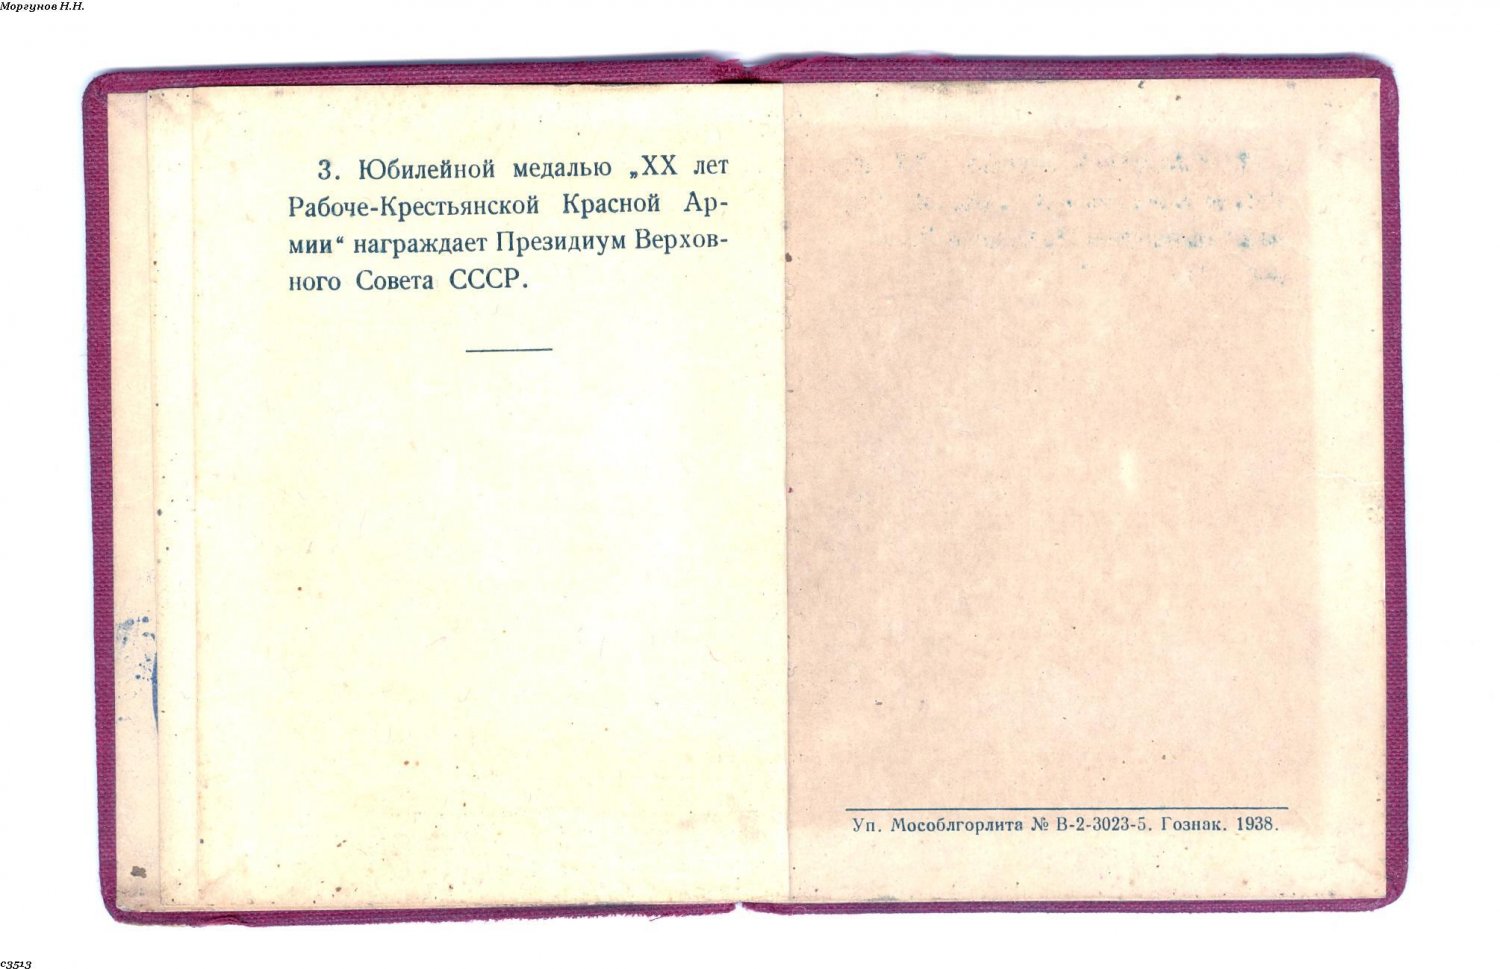 Моргунов Н.Н.
3. Юбилейной медалью „XX лет
Рабоче-Крестьянской Красной Ар-
мии“ награждает Президиум Верхов-
ного Совета СССР.
Уп. Мособлгорлита № В-2-3023-5. Гознак. 1938.
с3513